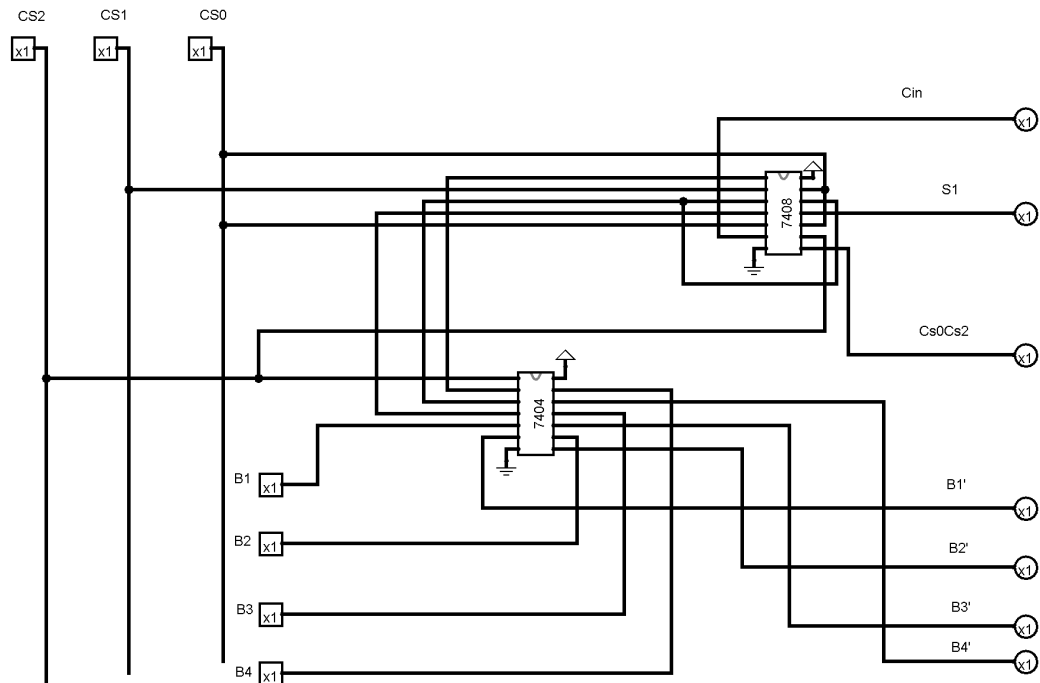 CS2 CS1 CS0
x1 x1 x1
Cin
x1
S1
x1
7408
Cs0Cs2
x1
7404
B1 x1
B1'
x1
B2 x1
B2'
x1
B3 x1
B3'
x1
B4'
x1
B4 x1